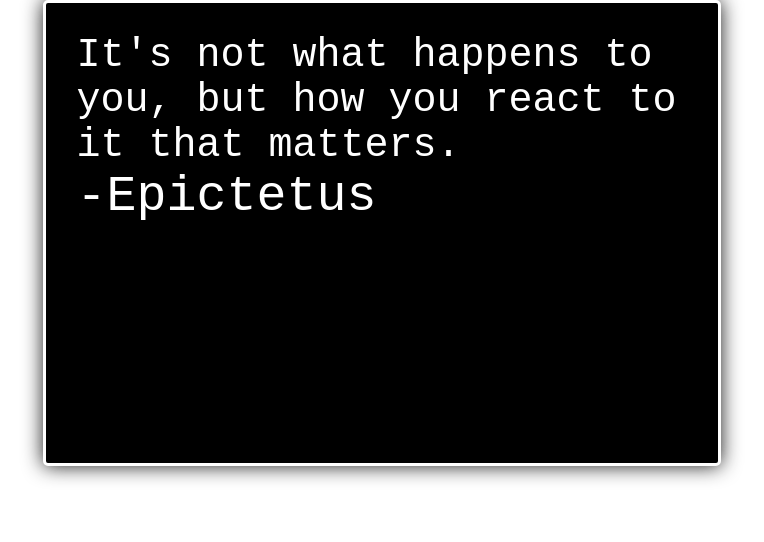 It's not what happens to
you, but how you react to
it that matters.
-Epictetus